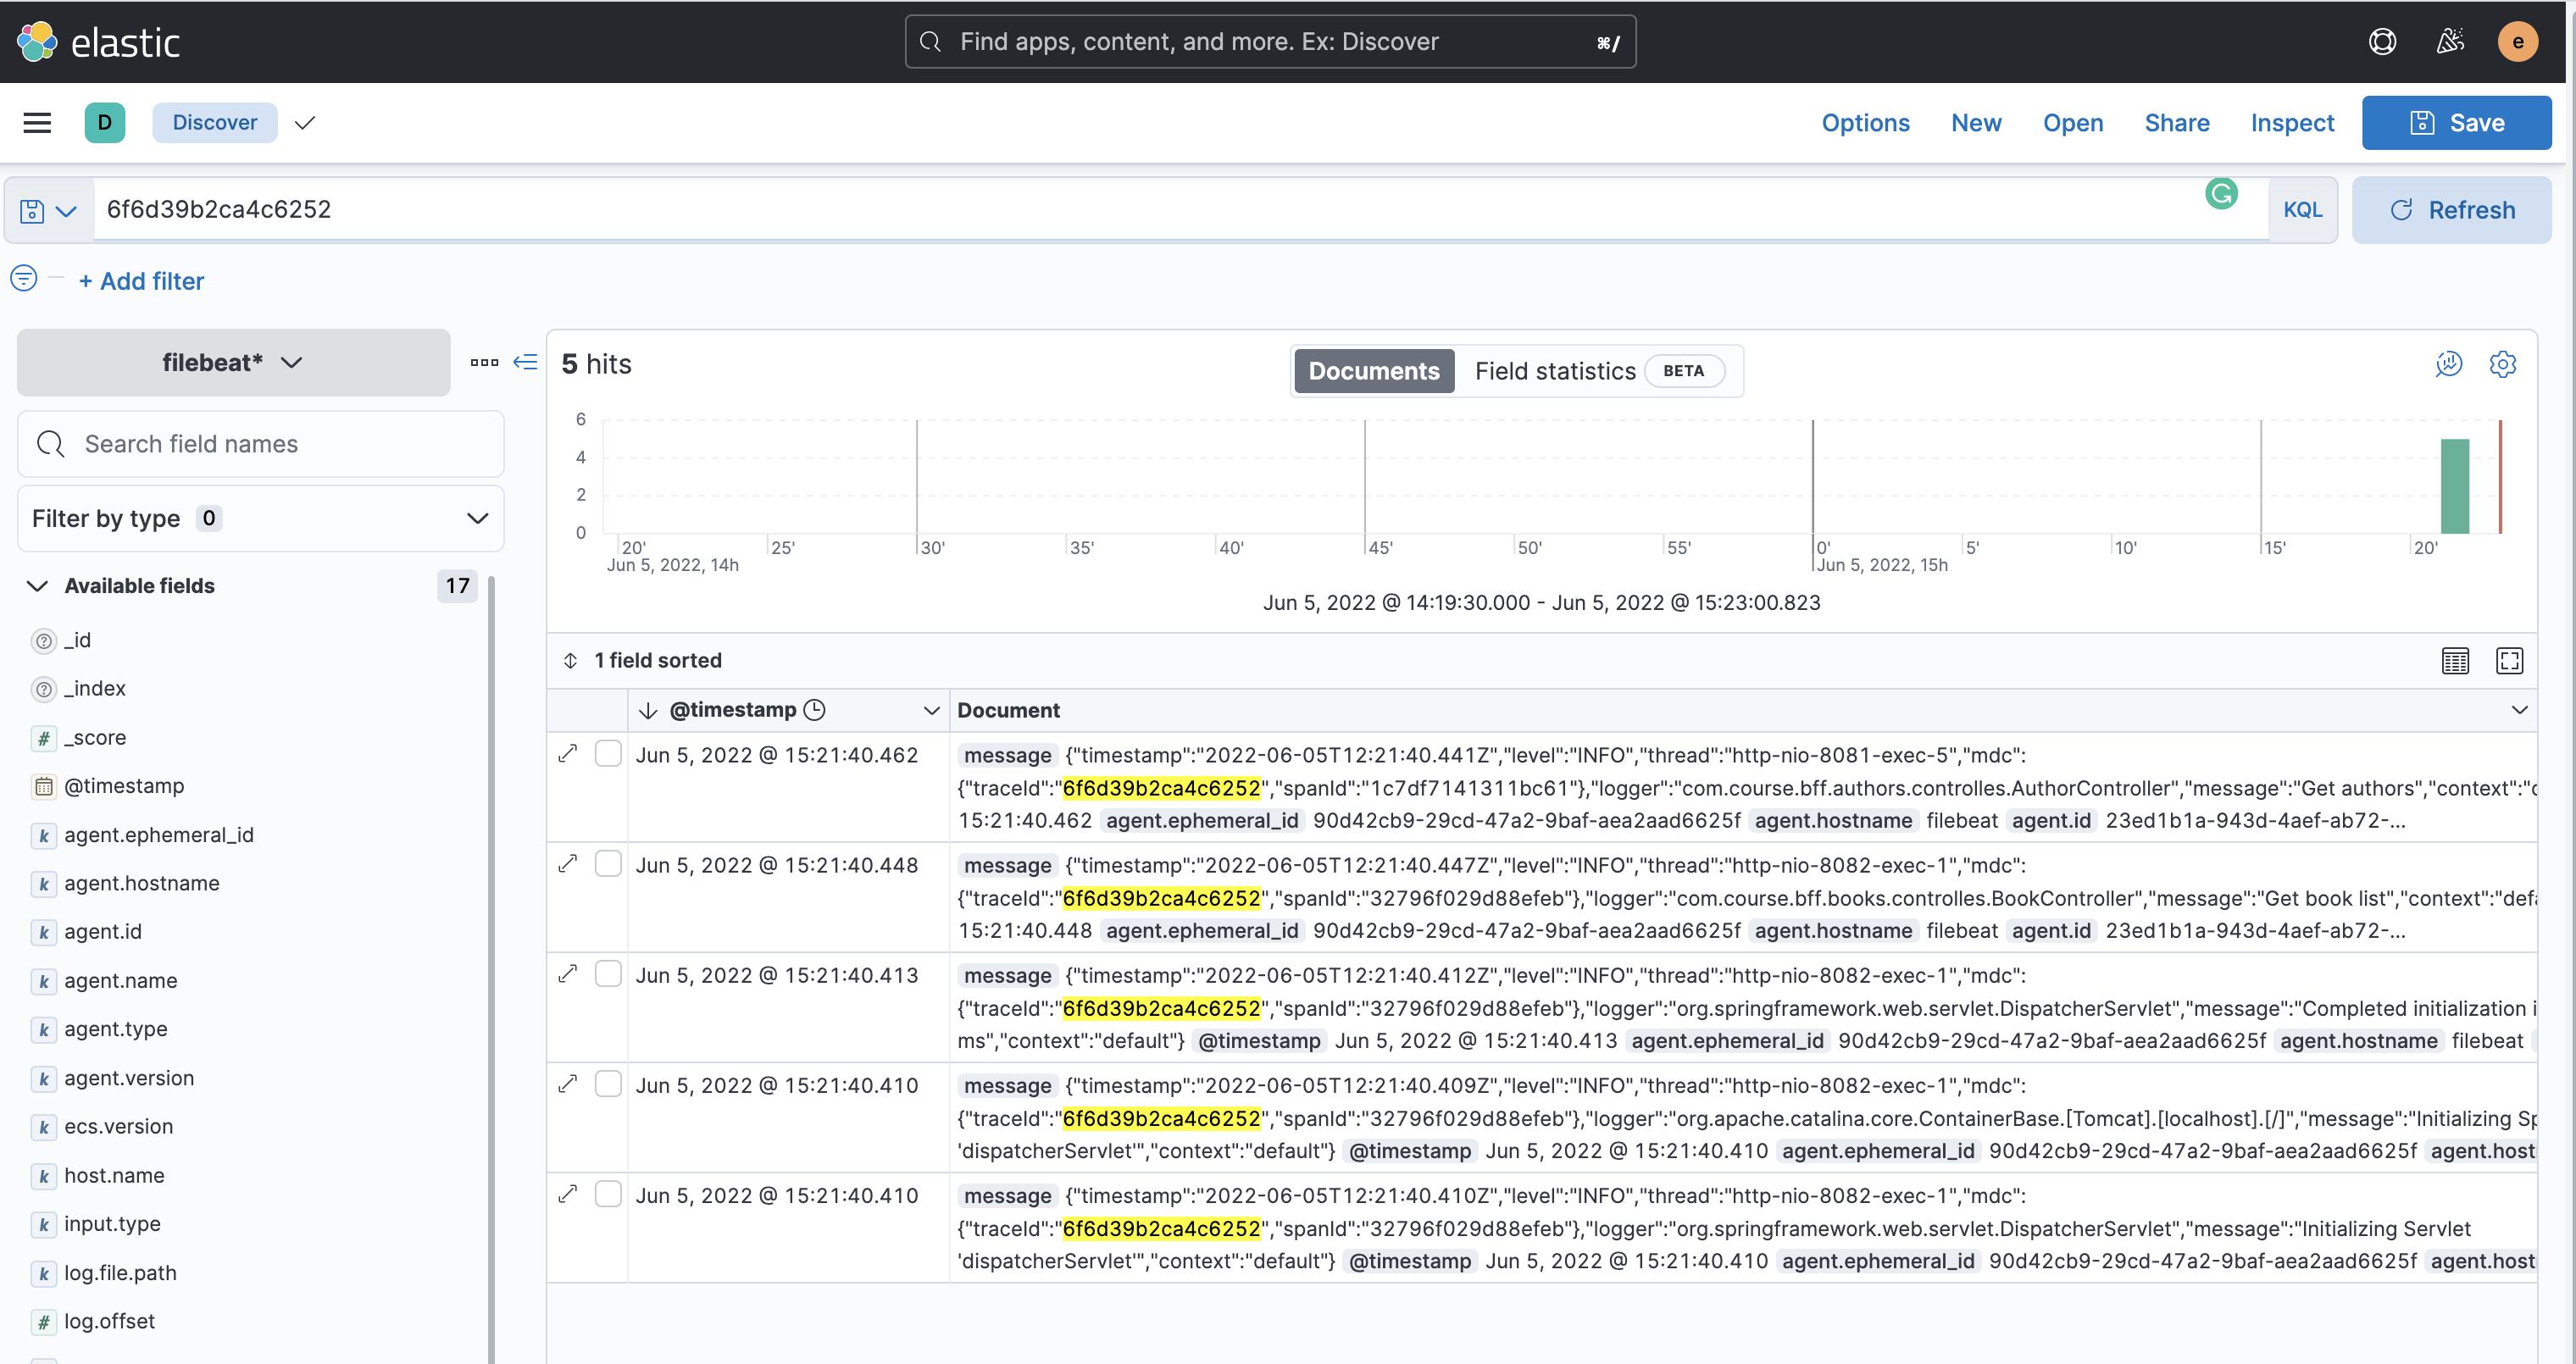 elastic
Find apps, content, and more. Ex: Discover ⌘/
e
D Discover Options New Open Share Inspect Save
6f6d39b2ca4c6252 KQL Refresh
+ Add filter
filebeat*
Search field names
Filter by type 0
Available fields 17
_id
_index
# _score
@timestamp
k agent.ephemeral_id
k agent.hostname
k agent.id
k agent.name
k agent.type
k agent.version
k ecs.version
k host.name
k input.type
k log.file.path
# log.offset
5 hits
Documents Field statistics BETA
6
4
2
0
20' 25' 30' 35' 40' 45' 50' 55' 0' 5' 10' 15' 20'
Jun 5, 2022, 14h Jun 5, 2022, 15h
Jun 5, 2022 @ 14:19:30.000 - Jun 5, 2022 @ 15:23:00.823
1 field sorted
@timestamp Document
Jun 5, 2022 @ 15:21:40.462 message {"timestamp":"2022-06-05T12:21:40.441Z","level":"INFO","thread":"http-nio-8081-exec-5","mdc":
{"traceId":"6f6d39b2ca4c6252","spanId":"1c7df7141311bc61"},"logger":"com.course.bff.authors.controlles.AuthorController","message":"Get authors","context":"
15:21:40.462 agent.ephemeral_id 90d42cb9-29cd-47a2-9baf-aea2aad6625f agent.hostname filebeat agent.id 23ed1b1a-943d-4aef-ab72-...
Jun 5, 2022 @ 15:21:40.448 message {"timestamp":"2022-06-05T12:21:40.447Z","level":"INFO","thread":"http-nio-8082-exec-1","mdc":
{"traceId":"6f6d39b2ca4c6252","spanId":"32796f029d88efeb"},"logger":"com.course.bff.books.controlles.BookController","message":"Get book list","context":"def
15:21:40.448 agent.ephemeral_id 90d42cb9-29cd-47a2-9baf-aea2aad6625f agent.hostname filebeat agent.id 23ed1b1a-943d-4aef-ab72-...
Jun 5, 2022 @ 15:21:40.413 message {"timestamp":"2022-06-05T12:21:40.412Z","level":"INFO","thread":"http-nio-8082-exec-1","mdc":
{"traceId":"6f6d39b2ca4c6252","spanId":"32796f029d88efeb"},"logger":"org.springframework.web.servlet.DispatcherServlet","message":"Completed initialization i
ms","context":"default"} @timestamp Jun 5, 2022 @ 15:21:40.413 agent.ephemeral_id 90d42cb9-29cd-47a2-9baf-aea2aad6625f agent.hostname filebeat
Jun 5, 2022 @ 15:21:40.410 message {"timestamp":"2022-06-05T12:21:40.409Z","level":"INFO","thread":"http-nio-8082-exec-1","mdc":
{"traceId":"6f6d39b2ca4c6252","spanId":"32796f029d88efeb"},"logger":"org.apache.catalina.core.ContainerBase.[Tomcat].[localhost].[/]","message":"Initializing Sp
'dispatcherServlet'","context":"default"} @timestamp Jun 5, 2022 @ 15:21:40.410 agent.ephemeral_id 90d42cb9-29cd-47a2-9baf-aea2aad6625f agent.host
Jun 5, 2022 @ 15:21:40.410 message {"timestamp":"2022-06-05T12:21:40.410Z","level":"INFO","thread":"http-nio-8082-exec-1","mdc":
{"traceId":"6f6d39b2ca4c6252","spanId":"32796f029d88efeb"},"logger":"org.springframework.web.servlet.DispatcherServlet","message":"Initializing Servlet
'dispatcherServlet'","context":"default"} @timestamp Jun 5, 2022 @ 15:21:40.410 agent.ephemeral_id 90d42cb9-29cd-47a2-9baf-aea2aad6625f agent.host